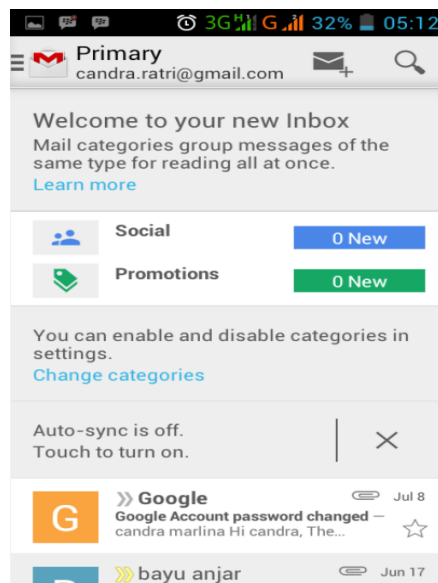 3G H G 32% 05:12
Primary
candra.ratri@gmail.com
Welcome to your new Inbox
Mail categories group messages of the
same type for reading all at once.
Learn more
Social
0 New
Promotions
0 New
You can enable and disable categories in
settings.
Change categories
Auto-sync is off.
Touch to turn on.
G
Google
Jul 8
Google Account password changed –
candra marlina Hi candra, The...
bayu anjar
Jun 17